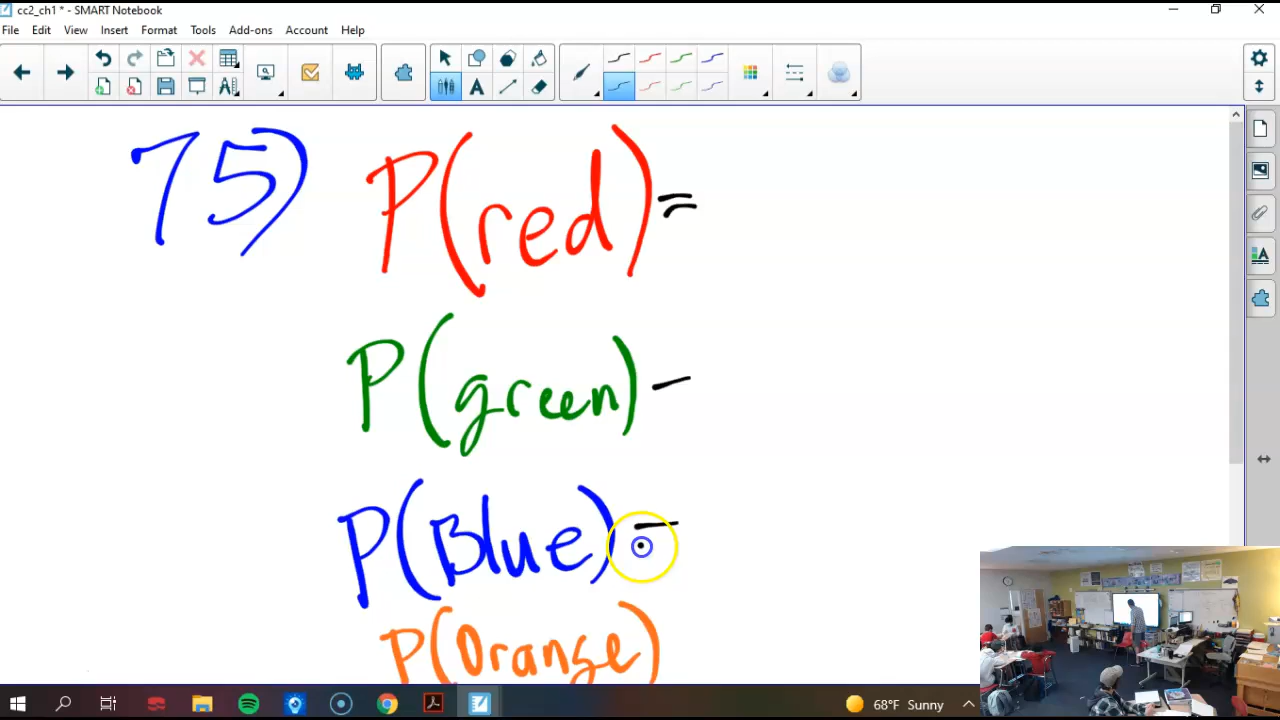 cc2_ch1 * - SMART Notebook
File Edit View Insert Format Tools Add-ons Account Help
75) P(red)=
P(green)-
P(Blue)-
P(Orange)
68°F Sunny